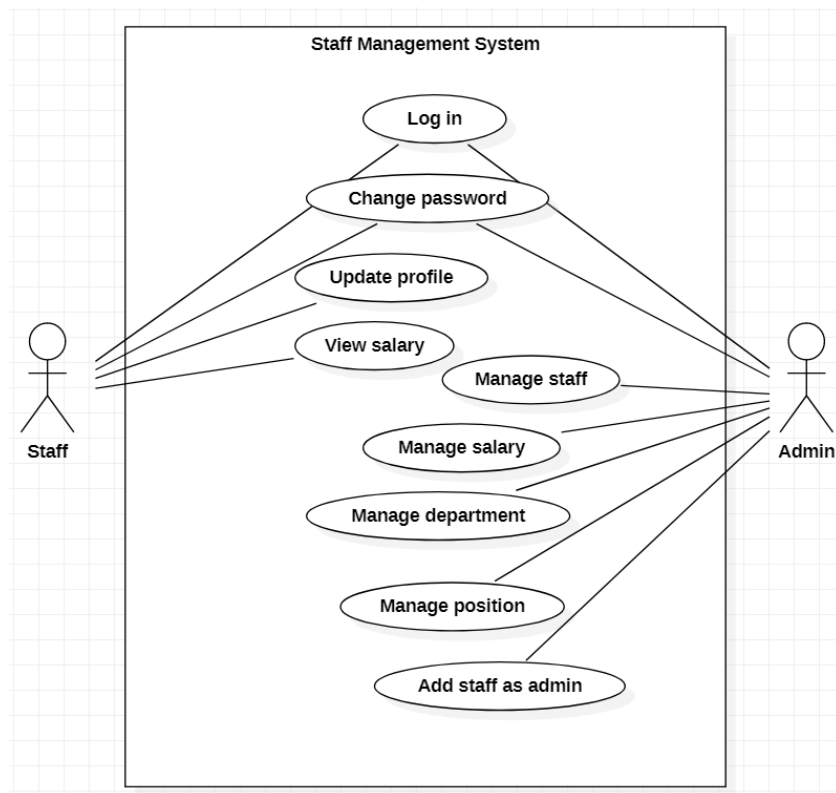 Staff Management System
Log in
Change password
Update profile
View salary
Manage staff
Manage salary
Staff
Admin
Manage department
Manage position
Add staff as admin